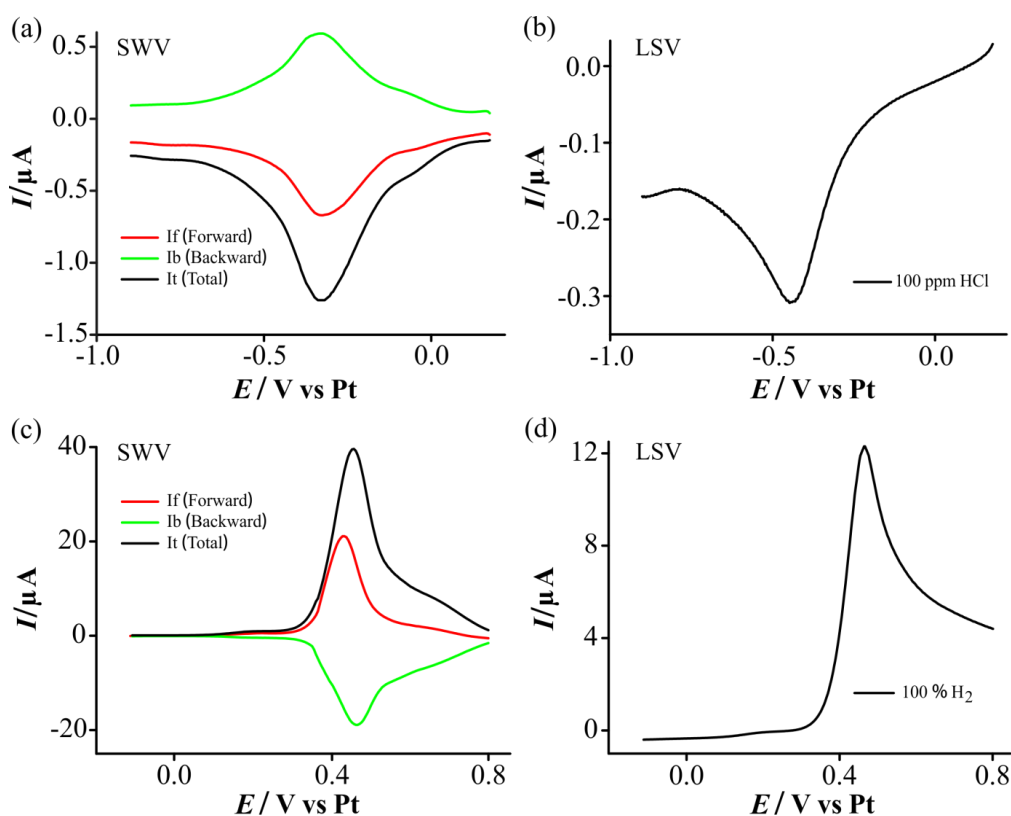 (a)
SWV
0.5
0.0
-0.5
-1.0
-1.5
I/µA
If (Forward)
Ib (Backward)
It (Total)
-1.0
-0.5
0.0
E / V vs Pt
(b)
LSV
0.0
-0.1
-0.2
-0.3
I/µA
100 ppm HCl
-1.0
-0.5
0.0
E / V vs Pt
(c)
SWV
40
20
0
-20
I/µA
If (Forward)
Ib (Backward)
It (Total)
0.0
0.4
0.8
E / V vs Pt
(d)
LSV
12
8
4
0
I/µA
100 % H₂
0.0
0.4
0.8
E / V vs Pt